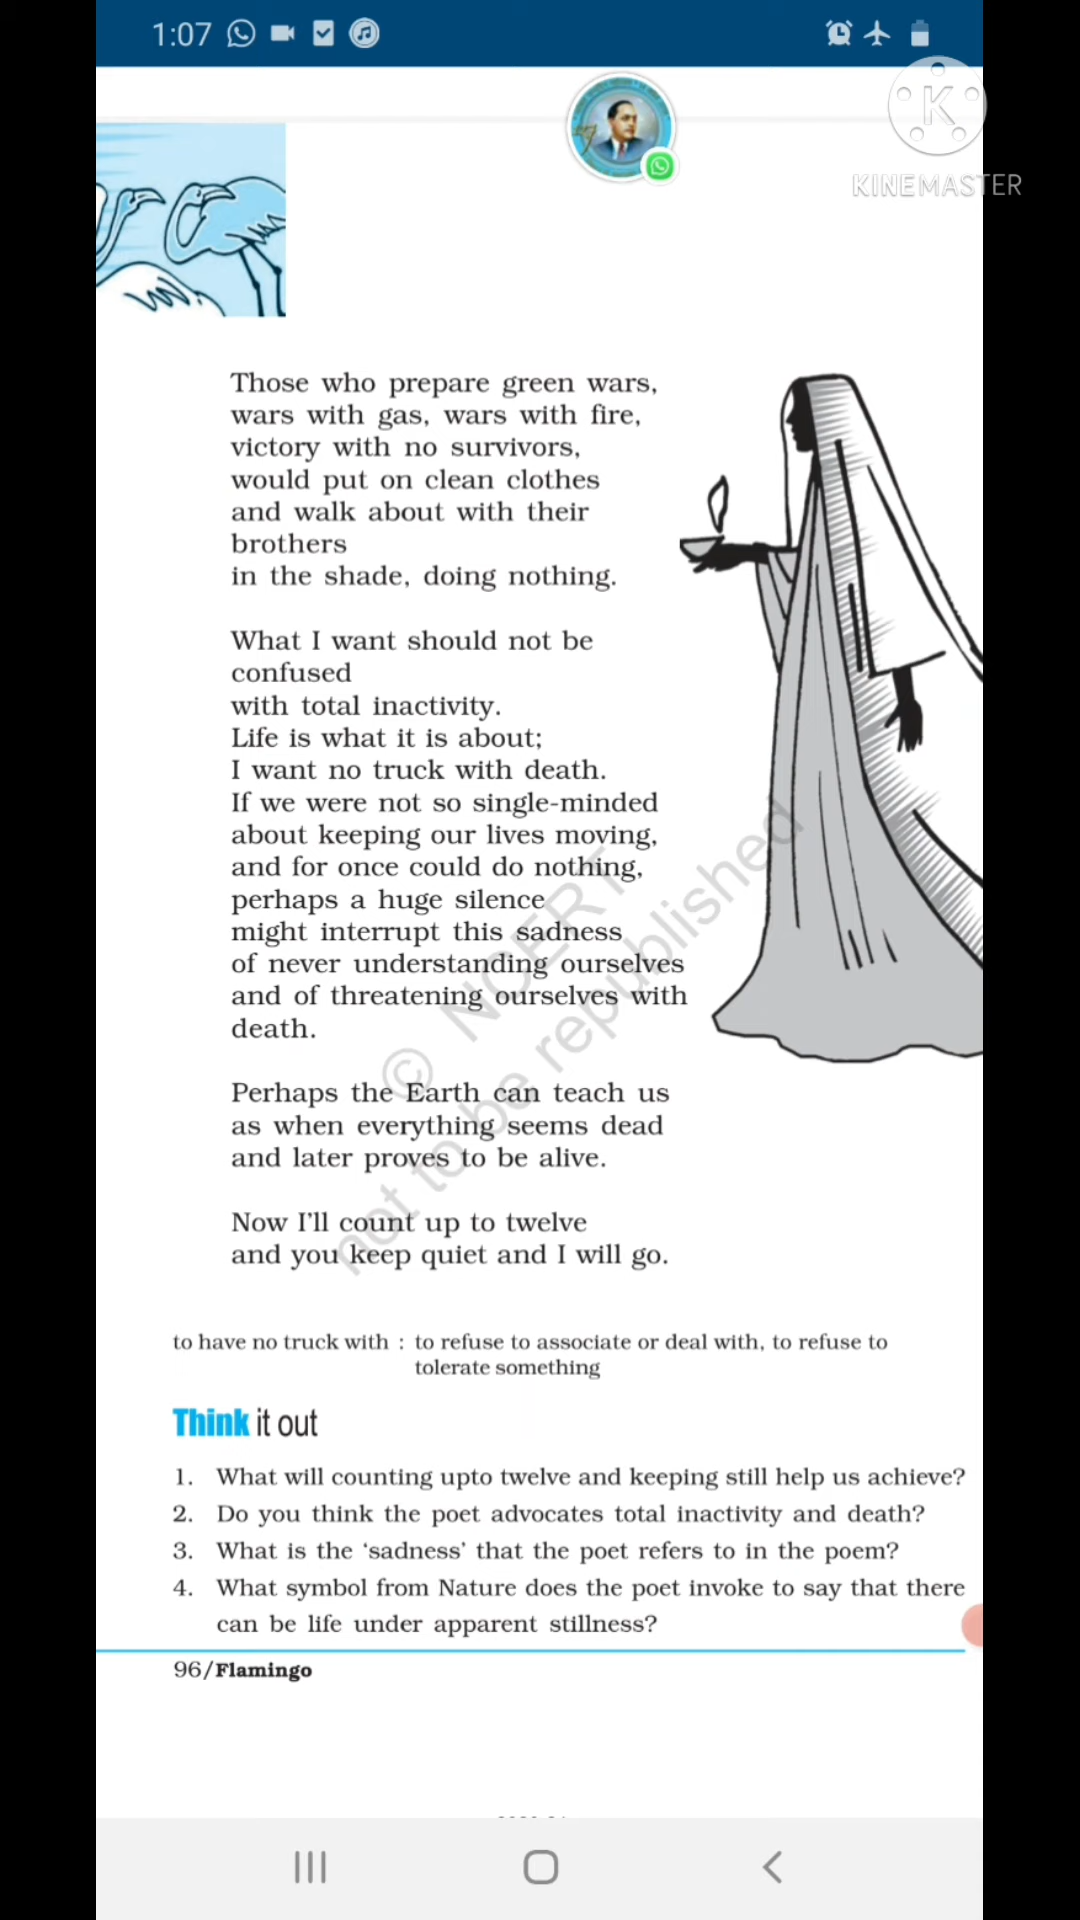 1:07
KINEMASTER
Those who prepare green wars,
wars with gas, wars with fire,
victory with no survivors,
would put on clean clothes
and walk about with their
brothers
in the shade, doing nothing.
What I want should not be
confused
with total inactivity.
Life is what it is about;
I want no truck with death.
If we were not so single-minded
about keeping our lives moving,
and for once could do nothing,
perhaps a huge silence
might interrupt this sadness
of never understanding ourselves
and of threatening ourselves with
death.
Perhaps the Earth can teach us
as when everything seems dead
and later proves to be alive.
Now I'll count up to twelve
and you keep quiet and I will go.
© NCERT
not to be republished
to have no truck with : to refuse to associate or deal with, to refuse to
tolerate something
Think it out
1. What will counting upto twelve and keeping still help us achieve?
2. Do you think the poet advocates total inactivity and death?
3. What is the ‘sadness’ that the poet refers to in the poem?
4. What symbol from Nature does the poet invoke to say that there
can be life under apparent stillness?
96/Flamingo